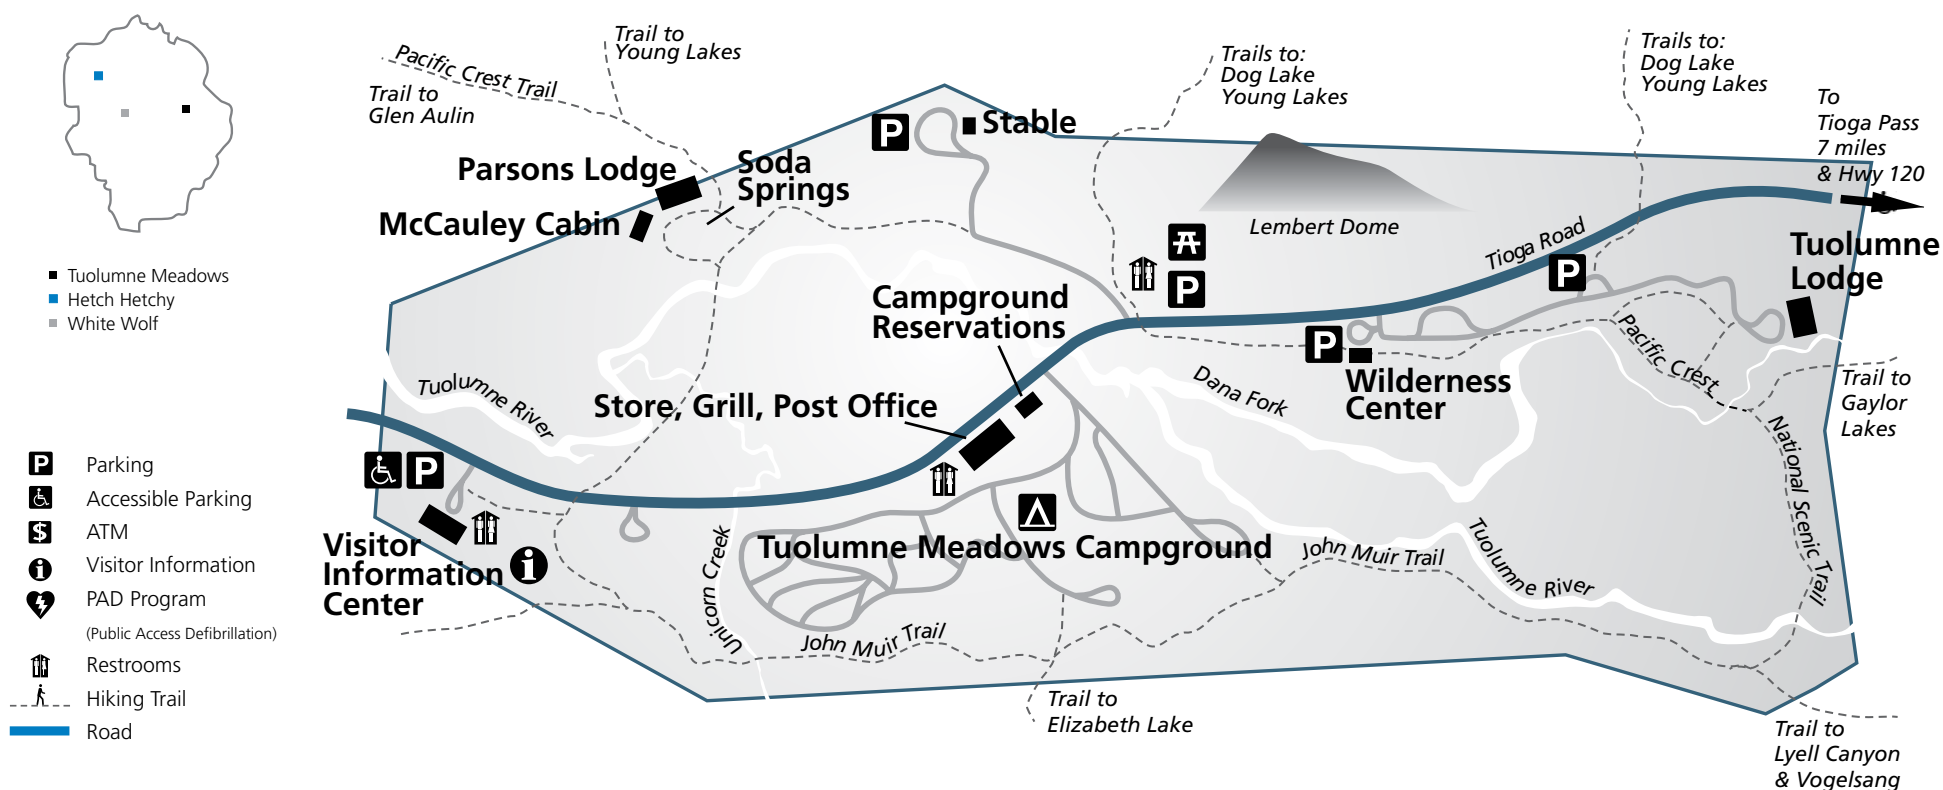 Tuolumne Meadows
Hetch Hetchy
White Wolf
P
Parking
Accessible Parking
$
ATM
i
Visitor Information
PAD Program
(Public Access Defibrillation)
Restrooms
Hiking Trail
Road
Pacific Crest Trail
Trail to
Glen Aulin
Trail to
Young Lakes
Trails to:
Dog Lake
Young Lakes
Trails to:
Dog Lake
Young Lakes
To
Tioga Pass
7 miles
& Hwy 120
P
Stable
Parsons Lodge
Soda
Springs
McCauley Cabin
Lembert Dome
P
Tioga Road
P
Tuolumne
Lodge
Campground
Reservations
P
Wilderness
Center
Pacific Crest
Trail to
Gaylor
Lakes
Tuolumne River
Store, Grill, Post Office
Dana Fork
National Scenic Trail
P
Visitor
Information
Center
i
Unicorn Creek
Tuolumne Meadows Campground
John Muir Trail
Tuolumne River
John Muir Trail
Trail to
Elizabeth Lake
Trail to
Lyell Canyon
& Vogelsang